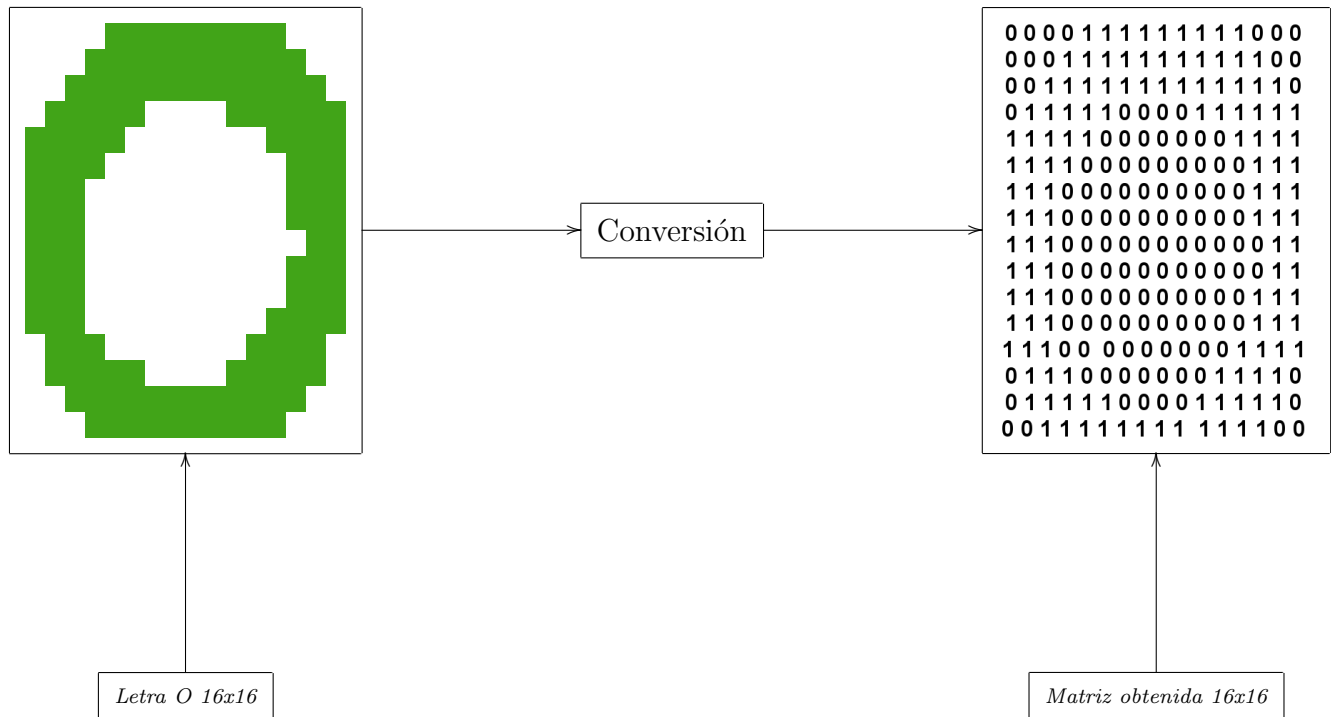 0 0 0 0 1 1 1 1 1 1 1 1 1 0 0 0
0 0 0 1 1 1 1 1 1 1 1 1 1 1 0 0
0 0 1 1 1 1 1 1 1 1 1 1 1 1 1 0
0 1 1 1 1 1 0 0 0 0 1 1 1 1 1 1
1 1 1 1 1 0 0 0 0 0 0 0 1 1 1 1
1 1 1 1 0 0 0 0 0 0 0 0 0 1 1 1
1 1 1 0 0 0 0 0 0 0 0 0 0 1 1 1
1 1 1 0 0 0 0 0 0 0 0 0 0 1 1 1
1 1 1 0 0 0 0 0 0 0 0 0 0 0 1 1
1 1 1 0 0 0 0 0 0 0 0 0 0 0 1 1
1 1 1 0 0 0 0 0 0 0 0 0 0 1 1 1
1 1 1 0 0 0 0 0 0 0 0 0 0 1 1 1
1 1 1 0 0 0 0 0 0 0 0 0 1 1 1 1
0 1 1 1 0 0 0 0 0 0 0 1 1 1 1 0
0 1 1 1 1 1 0 0 0 0 1 1 1 1 1 0
0 0 1 1 1 1 1 1 1 1 1 1 1 1 0 0
Conversión
Letra O 16x16
Matriz obtenida 16x16